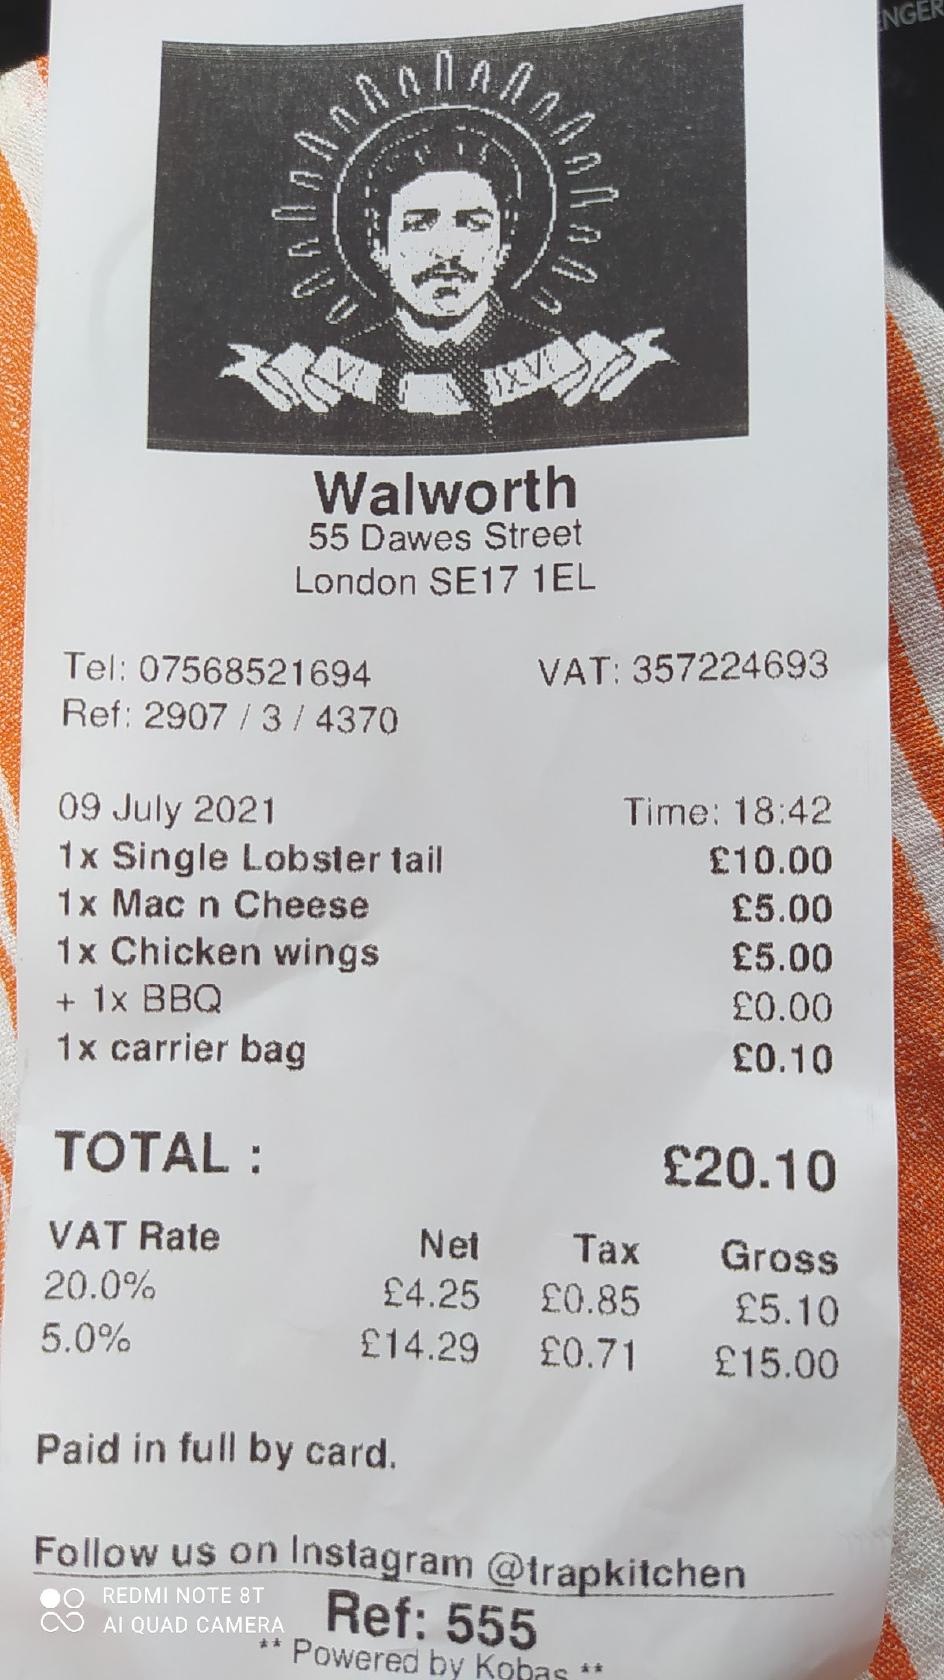 NGER
Walworth
55 Dawes Street
London SE17 1EL
Tel: 07568521694 VAT: 357224693
Ref: 2907 / 3 / 4370
09 July 2021 Time: 18:42
1x Single Lobster tail £10.00
1x Mac n Cheese £5.00
1x Chicken wings £5.00
+ 1x BBQ £0.00
1x carrier bag £0.10
TOTAL : £20.10
VAT Rate Net Tax Gross
20.0% £4.25 £0.85 £5.10
5.0% £14.29 £0.71 £15.00
Paid in full by card.
Follow us on Instagram @trapkitchen
Ref: 555
** Powered by Kobas **
REDMI NOTE 8T
AI QUAD CAMERA